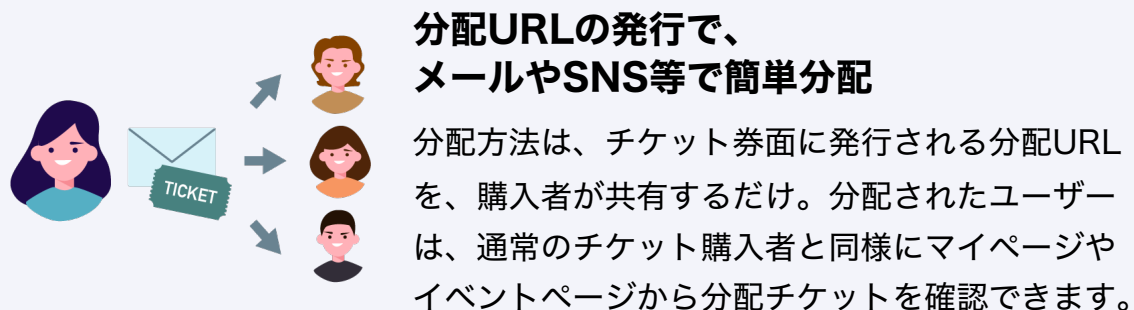 分配URLの発行で、
メールやSNS等で簡単分配
分配方法は、チケット券面に発行される分配URL
を、購入者が共有するだけ。分配されたユーザー
は、通常のチケット購入者と同様にマイページや
イベントページから分配チケットを確認できます。
TICKET